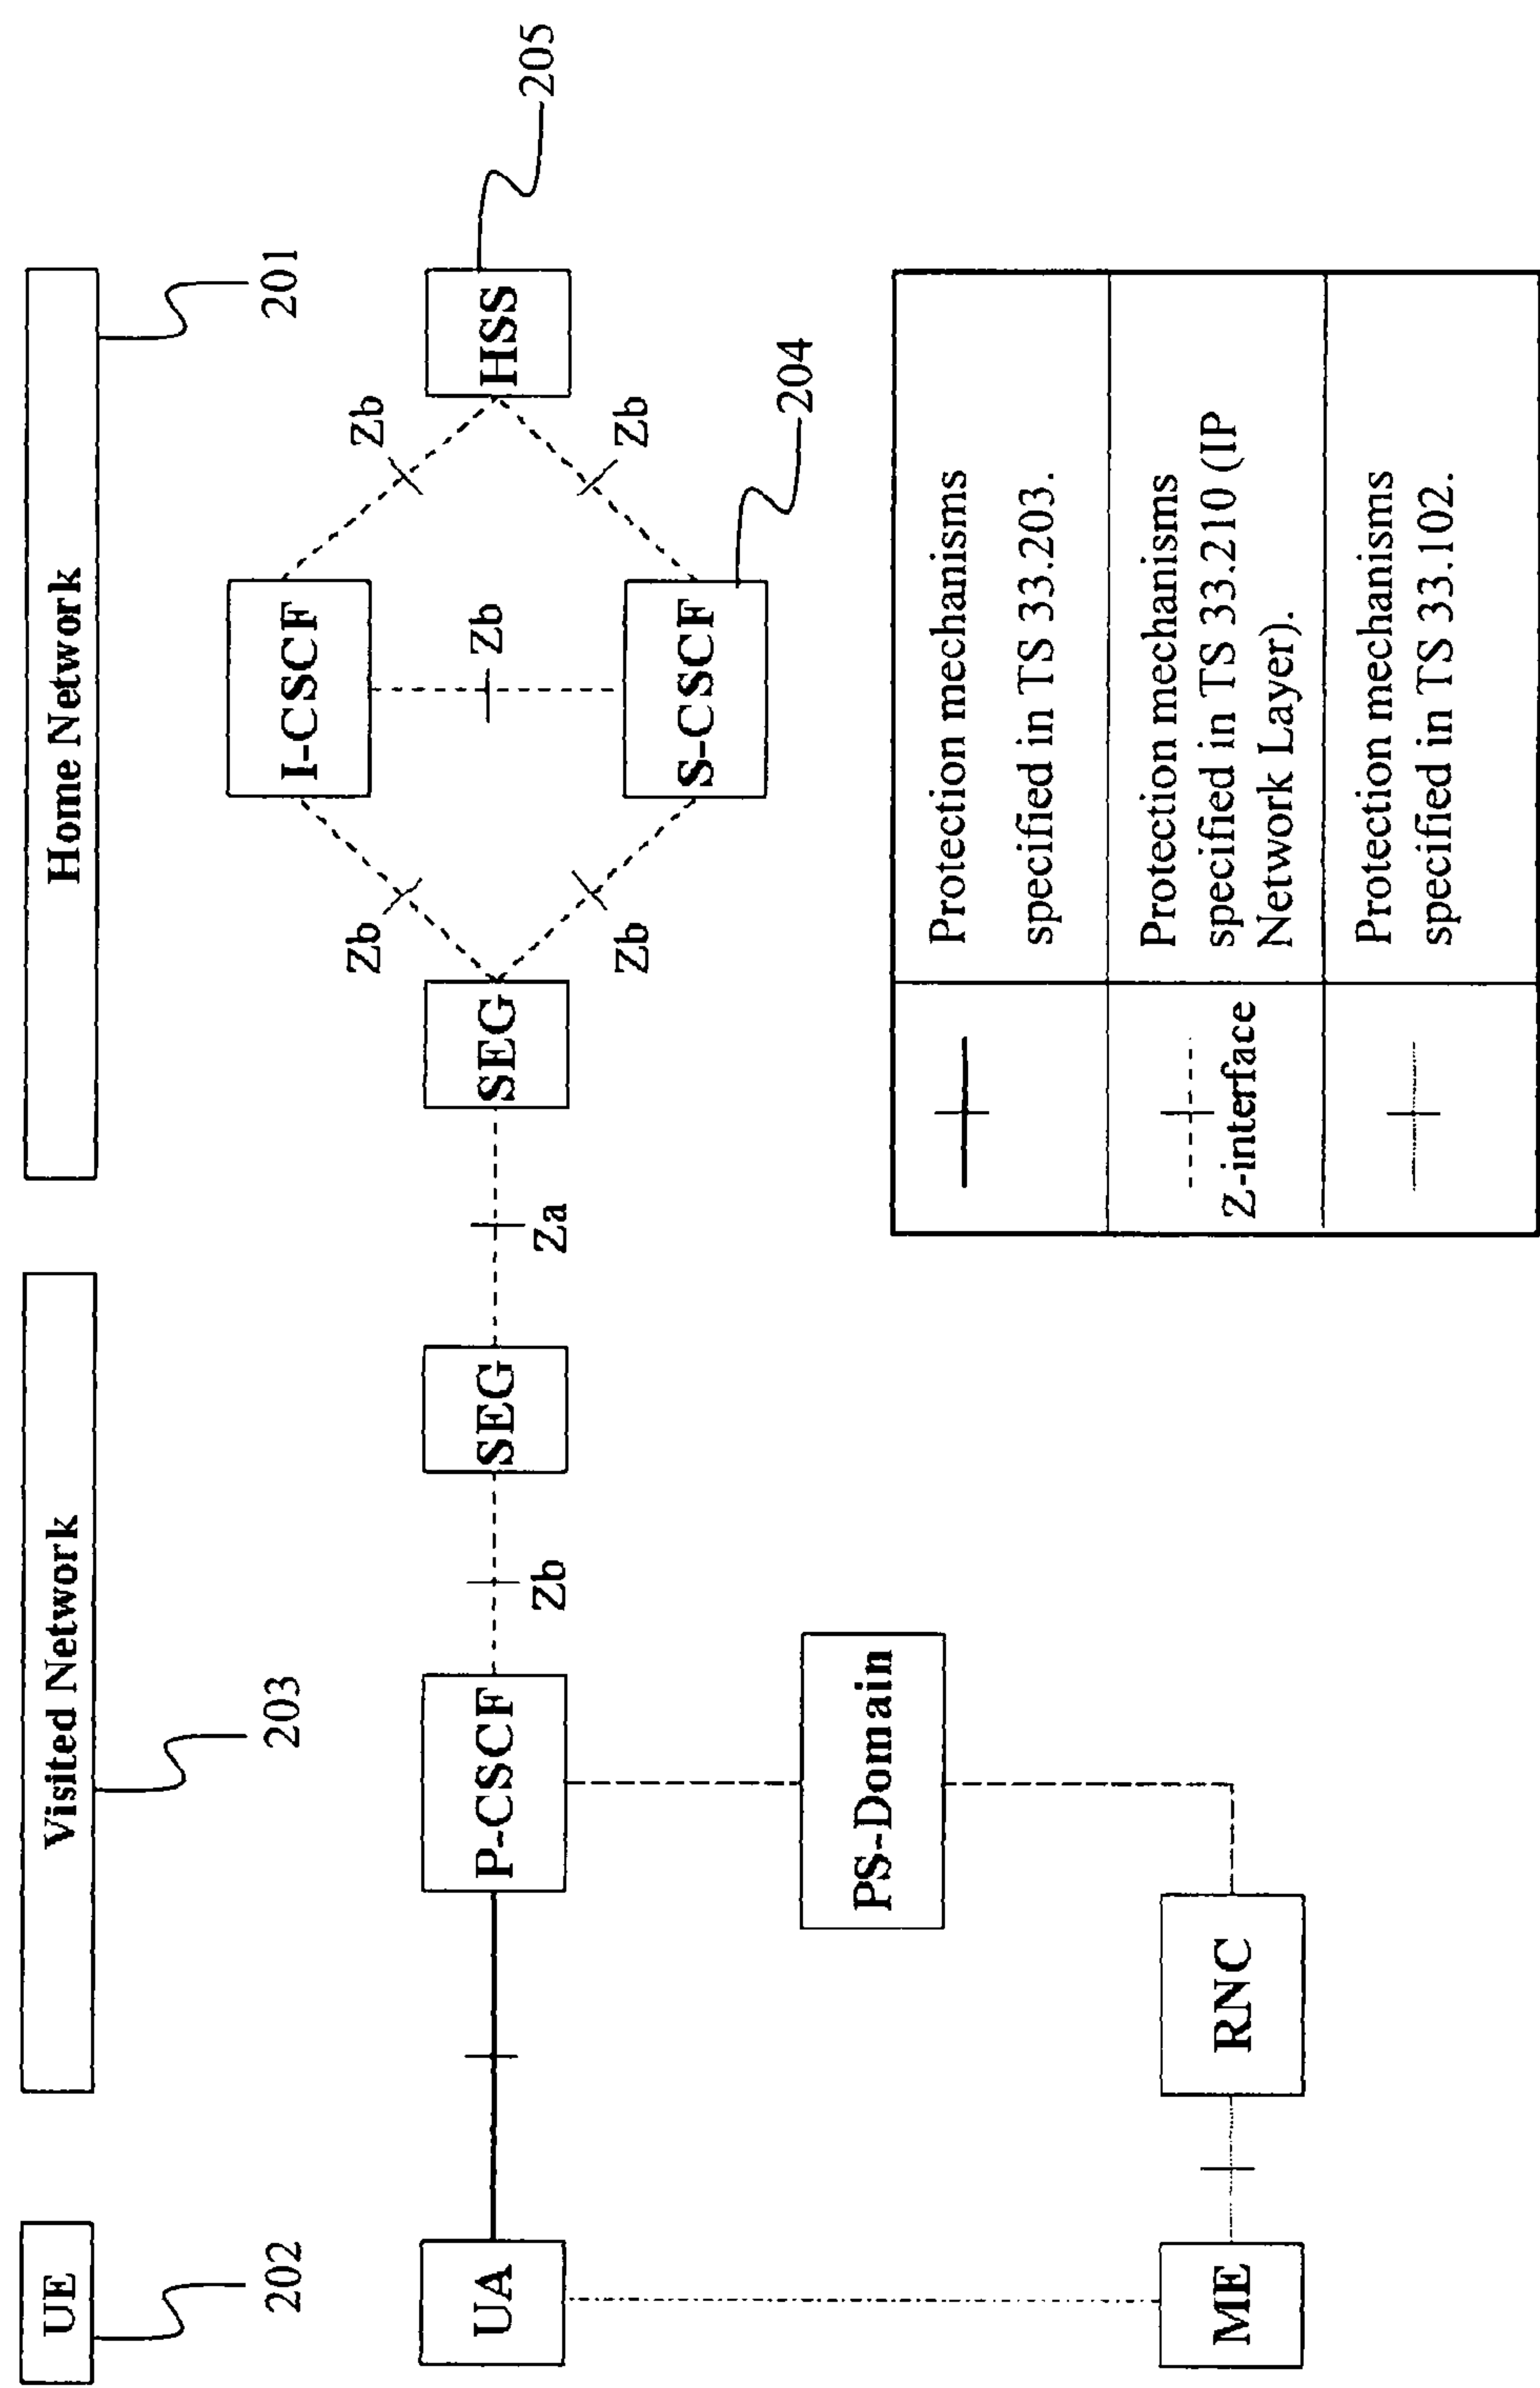 UE
Visited Network
Home Network
202
203
201
I-CSCF
Zb
Zb
UA
P-CSCF
Zb
SEG
Za
SEG
Zb
HSS
205
Zb
Zb
S-CSCF
204
PS-Domain
ME
RNC
Protection mechanisms
specified in TS 33.203.
Z-interface
Protection mechanisms
specified in TS 33.210 (IP
Network Layer).
Protection mechanisms
specified in TS 33.102.